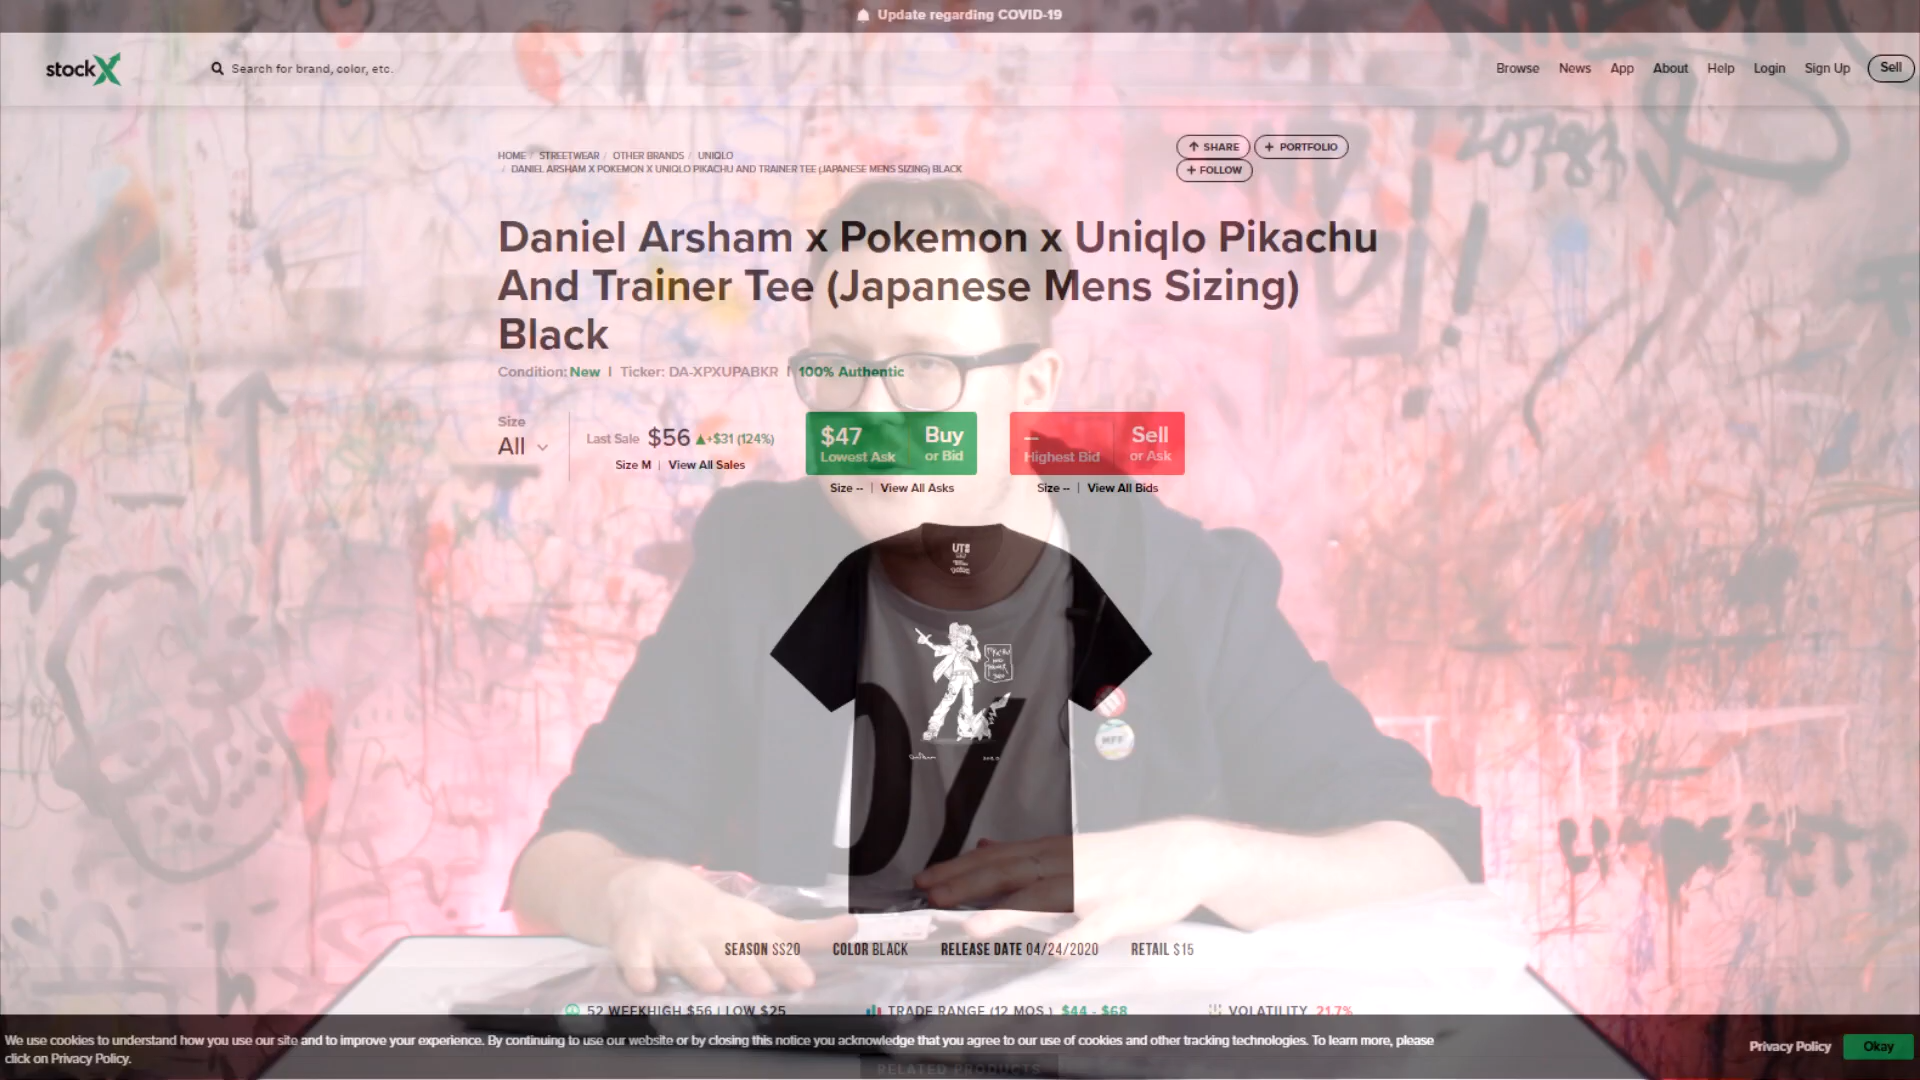 Update regarding COVID-19
stockX
Search for brand, color, etc.
Browse News App About Help Login Sign Up Sell
HOME / STREETWEAR / OTHER BRANDS / UNIQLO
/ DANIEL ARSHAM X POKEMON X UNIQLO PIKACHU AND TRAINER TEE (JAPANESE MENS SIZING) BLACK
SHARE + PORTFOLIO
+ FOLLOW
Daniel Arsham x Pokemon x Uniqlo Pikachu
And Trainer Tee (Japanese Mens Sizing)
Black
Condition: New | Ticker: DA-XPXUPABKR | 100% Authentic
Size
All
Last Sale $56 ▲+$31 (124%)
Size M | View All Sales
$47 Buy
Lowest Ask or Bid
Size -- | View All Asks
-- Sell
Highest Bid or Ask
Size -- | View All Bids
UT
MFF
SEASON SS20 COLOR BLACK RELEASE DATE 04/24/2020 RETAIL $15
52 WEEK HIGH $56 | LOW $25 TRADE RANGE (12 MOS.) $44 - $68 VOLATILITY 21.7%
We use cookies to understand how you use our site and to improve your experience. By continuing to use our website or by closing this notice you acknowledge that you agree to our use of cookies and other tracking technologies. To learn more, please
click on Privacy Policy.
Privacy Policy Okay
RELATED PRODUCTS